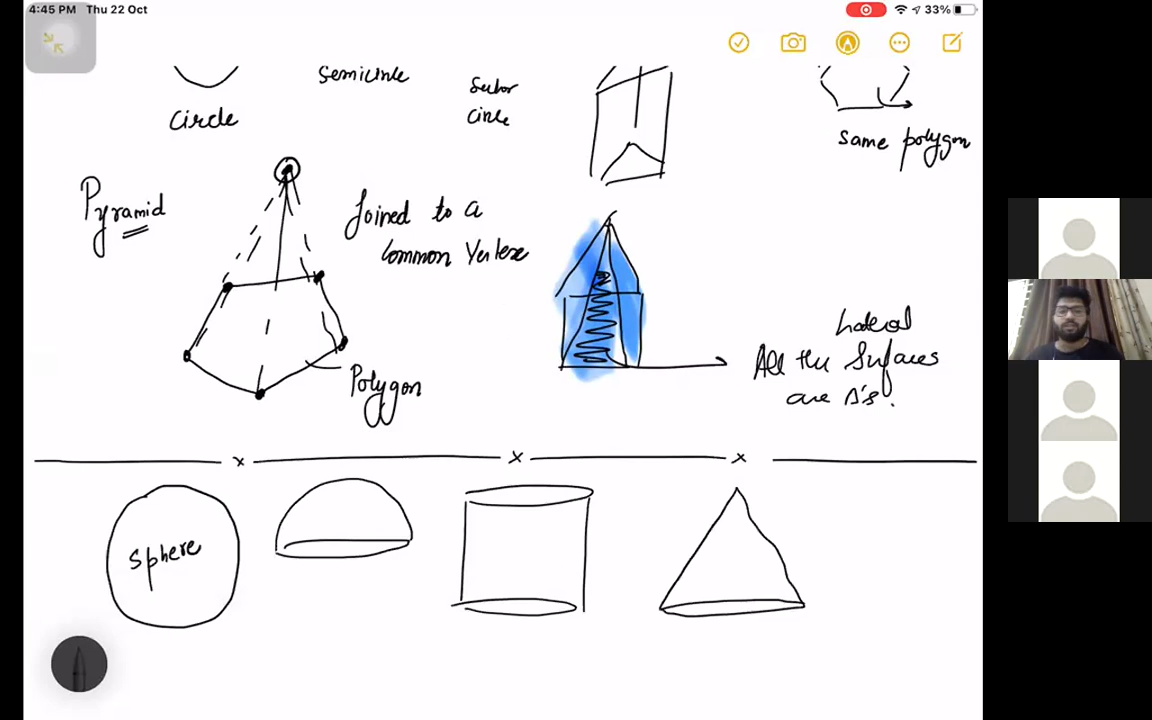 4:45 PM Thu 22 Oct
33%
Semicircle
Sector
Circle
Circle
same polygon
Pyramid
Joined to a
Common Vertex
Lateral
All the Surfaces
are Δ's.
Polygon
x x x
Sphere